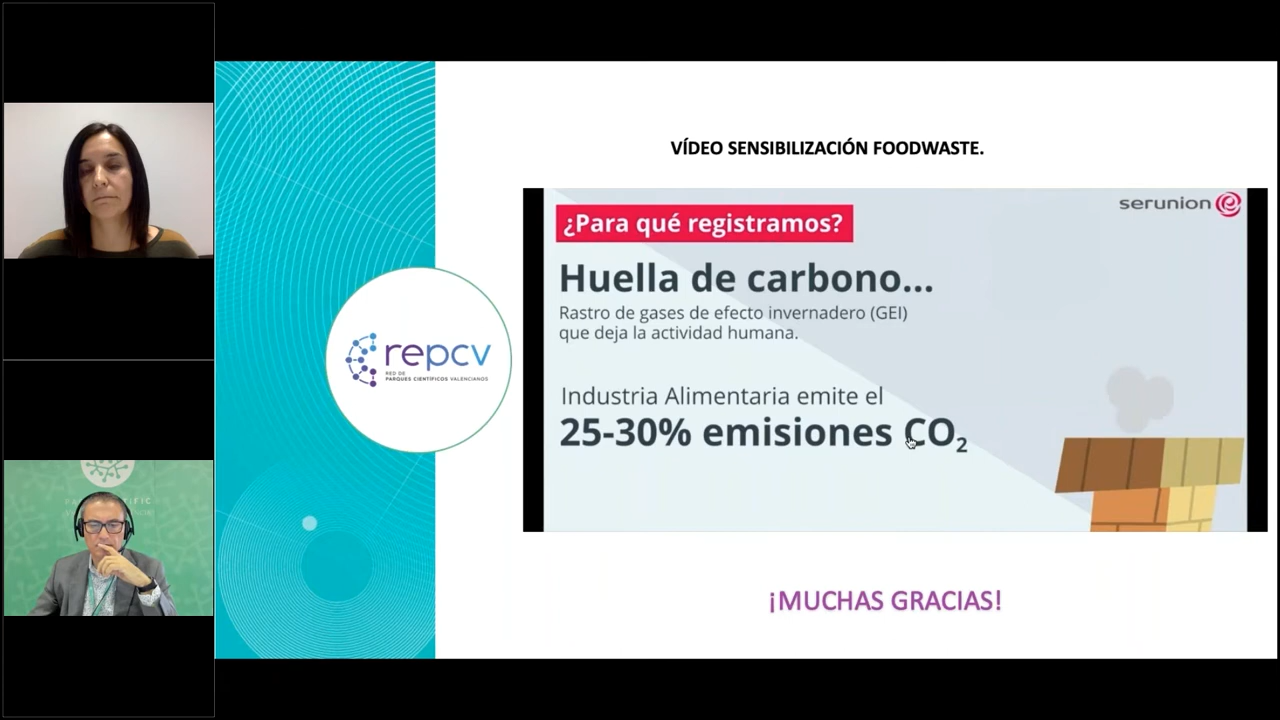 VÍDEO SENSIBILIZACIÓN FOODWASTE.
serunion
¿Para qué registramos?
Huella de carbono...
Rastro de gases de efecto invernadero (GEI)
que deja la actividad humana.
Industria Alimentaria emite el
25-30% emisiones CO₂
repcv
RED DE
PARQUES CIENTÍFICOS VALENCIANOS
¡MUCHAS GRACIAS!